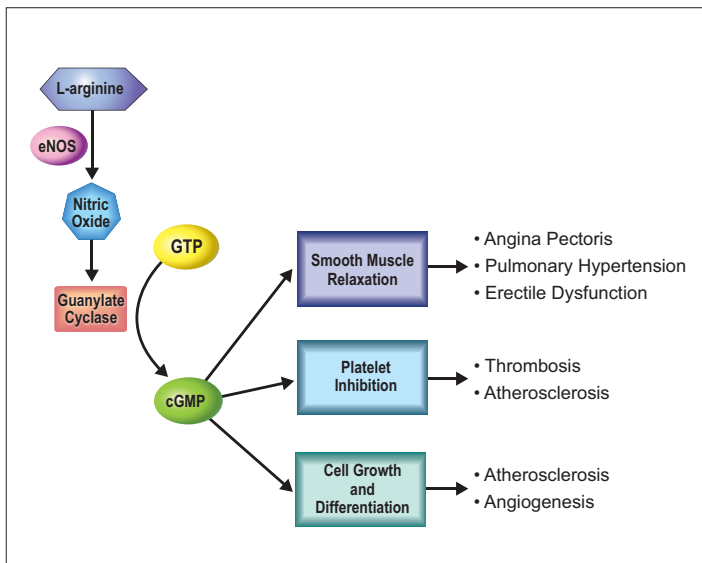 L-arginine
eNOS
Nitric
Oxide
GTP
Guanylate
Cyclase
cGMP
Smooth Muscle
Relaxation
• Angina Pectoris
• Pulmonary Hypertension
• Erectile Dysfunction
Platelet
Inhibition
• Thrombosis
• Atherosclerosis
Cell Growth
and
Differentiation
• Atherosclerosis
• Angiogenesis